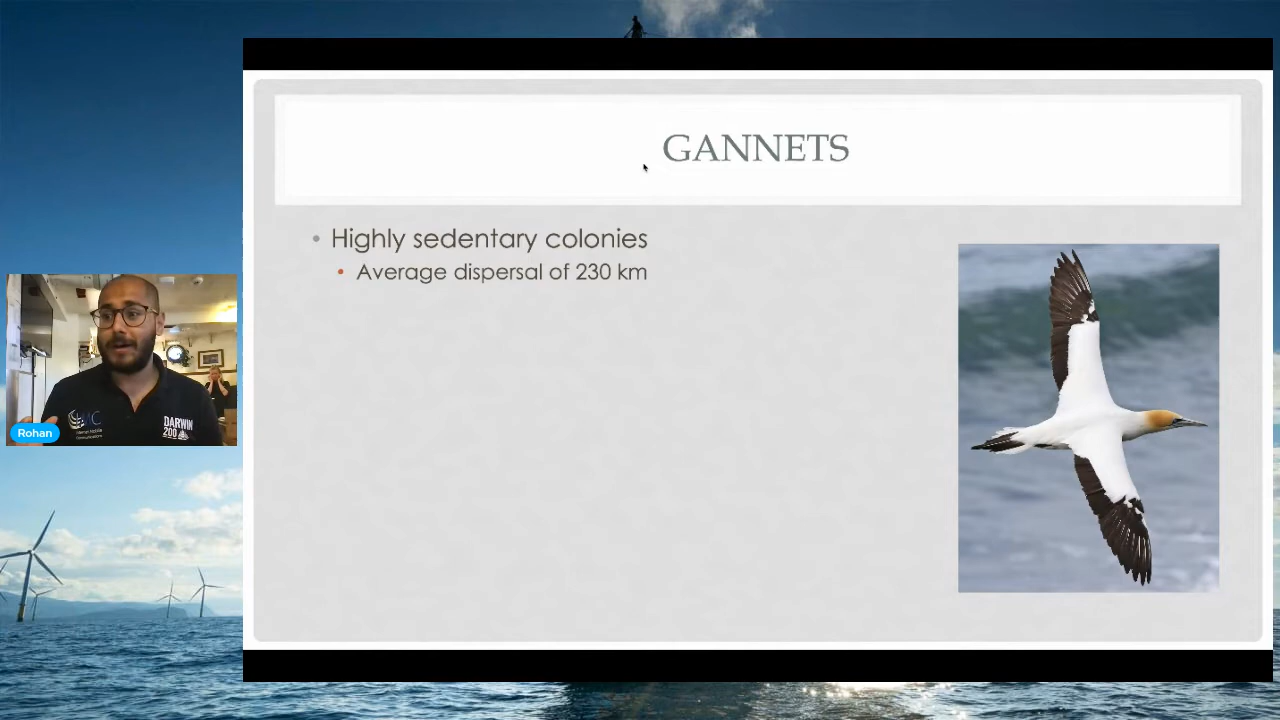 GANNETS
• Highly sedentary colonies
• Average dispersal of 230 km
Rohan
DARWIN
200